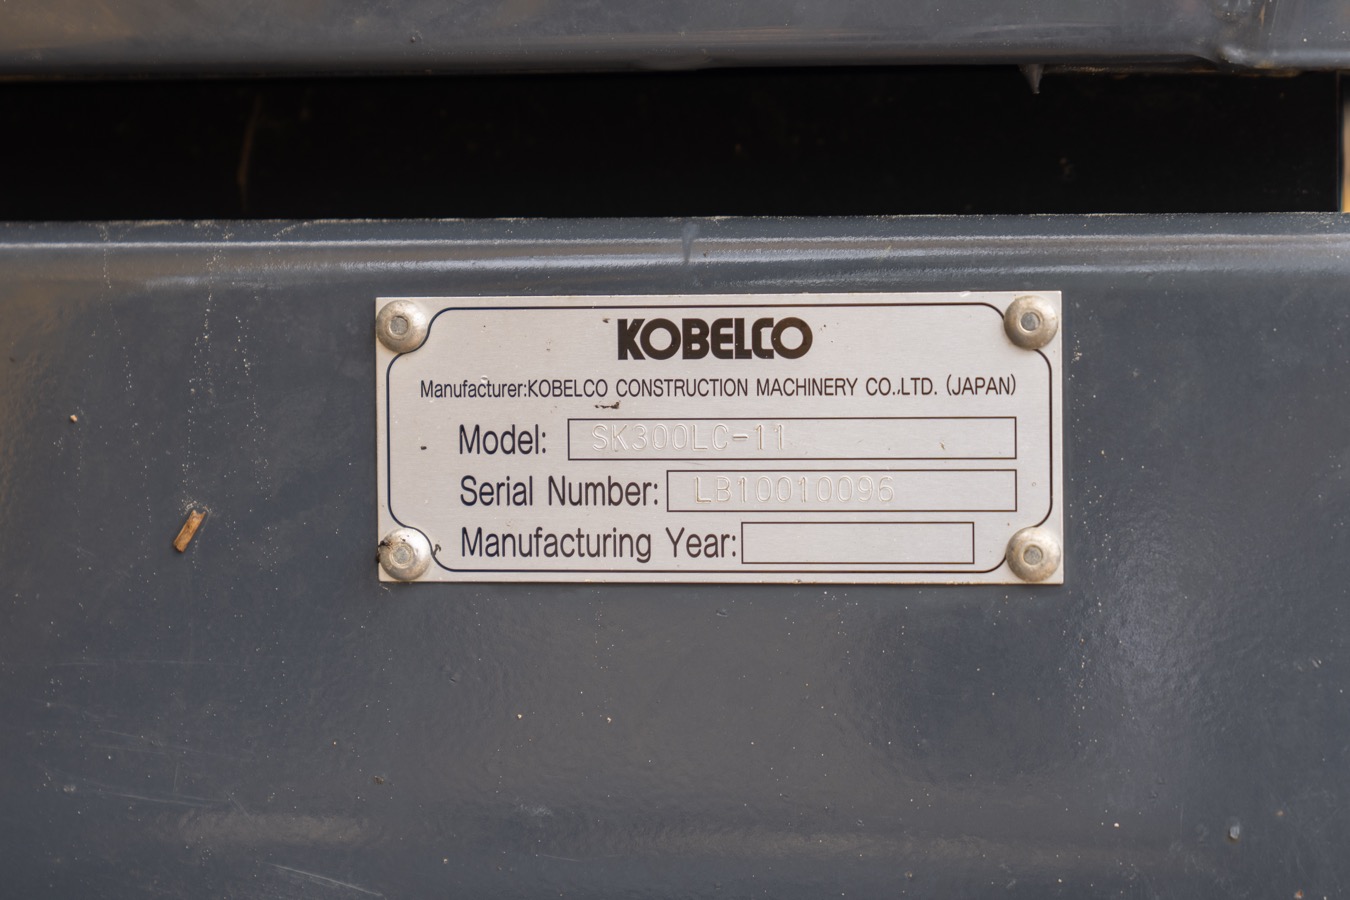 KOBELCO
Manufacturer:KOBELCO CONSTRUCTION MACHINERY CO.,LTD. (JAPAN)
Model: SK300LC-11
Serial Number: LB10010096
Manufacturing Year: